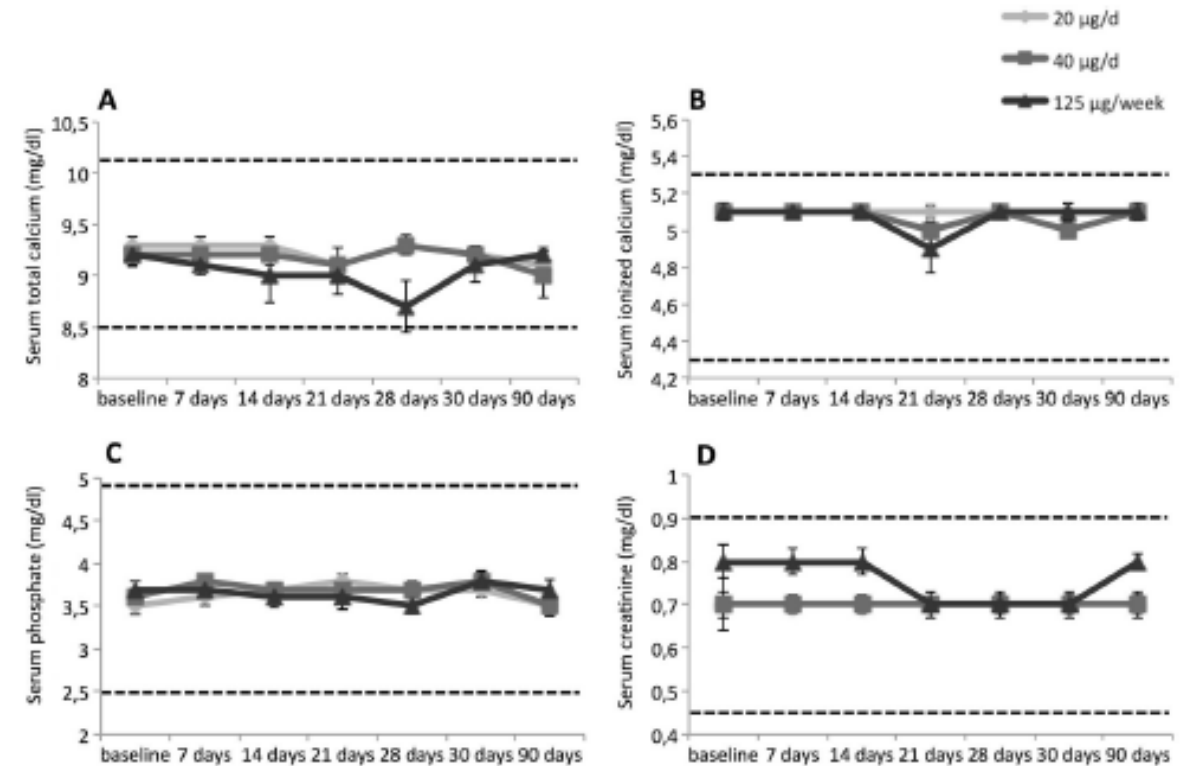 20 µg/d
40 µg/d
125 µg/week
A
Serum total calcium (mg/dl)
10,5
10
9,5
9
8,5
8
baseline 7 days 14 days 21 days 28 days 30 days 90 days
B
Serum ionized calcium (mg/dl)
5,6
5,4
5,2
5
4,8
4,6
4,4
4,2
baseline 7 days 14 days 21 days 28 days 30 days 90 days
C
Serum phosphate (mg/dl)
5
4,5
4
3,5
3
2,5
2
baseline 7 days 14 days 21 days 28 days 30 days 90 days
D
Serum creatinine (mg/dl)
1
0,9
0,8
0,7
0,6
0,5
0,4
baseline 7 days 14 days 21 days 28 days 30 days 90 days